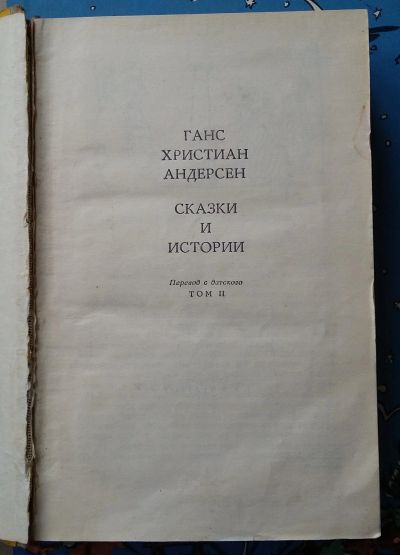 ГАНС
ХРИСТИАН
АНДЕРСЕН
СКАЗКИ
И
ИСТОРИИ
Перевод с датского
ТОМ II